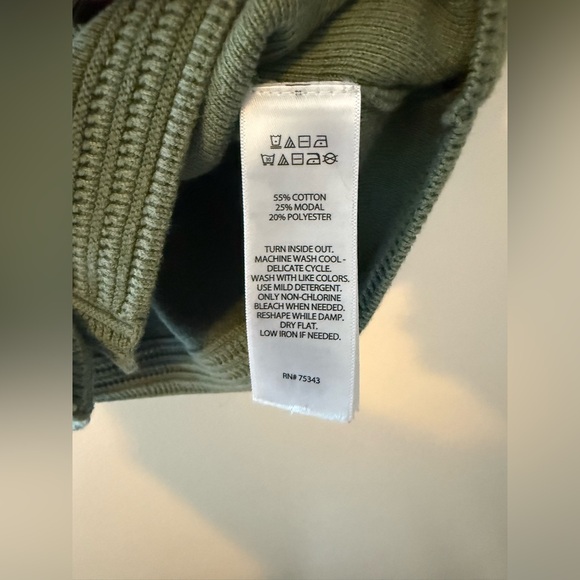 55% COTTON
25% MODAL
20% POLYESTER
TURN INSIDE OUT.
MACHINE WASH COOL -
DELICATE CYCLE.
WASH WITH LIKE COLORS.
USE MILD DETERGENT.
ONLY NON-CHLORINE
BLEACH WHEN NEEDED.
RESHAPE WHILE DAMP.
DRY FLAT.
LOW IRON IF NEEDED.
RN# 75343